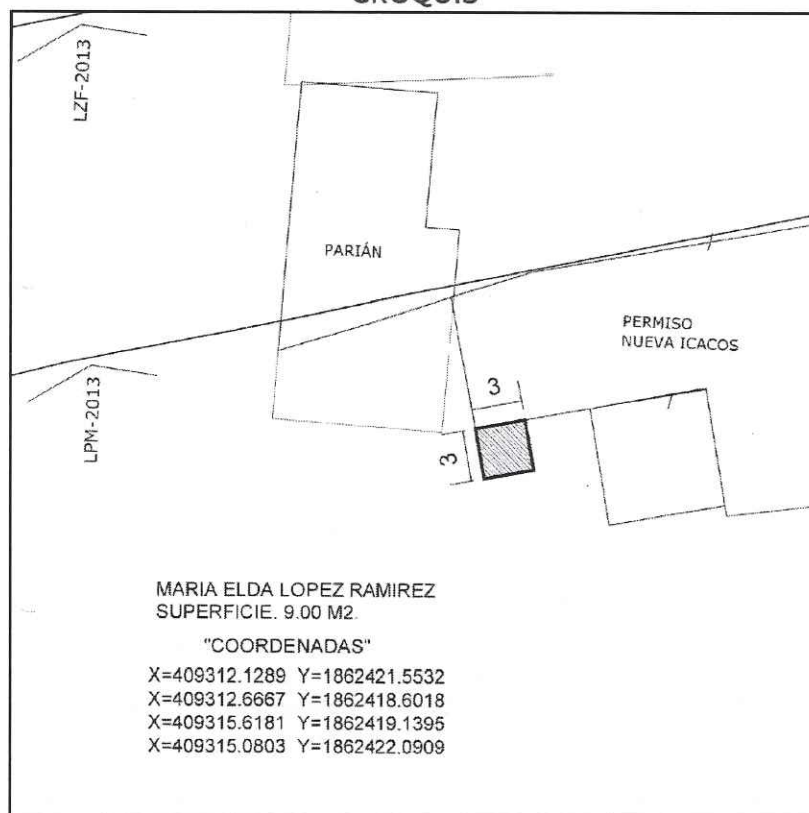 CROQUIS
LZF-2013
PARIÁN
PERMISO
NUEVA ICACOS
LPM-2013
3
3
MARIA ELDA LOPEZ RAMIREZ
SUPERFICIE. 9.00 M2.
"COORDENADAS"
X=409312.1289 Y=1862421.5532
X=409312.6667 Y=1862418.6018
X=409315.6181 Y=1862419.1395
X=409315.0803 Y=1862422.0909